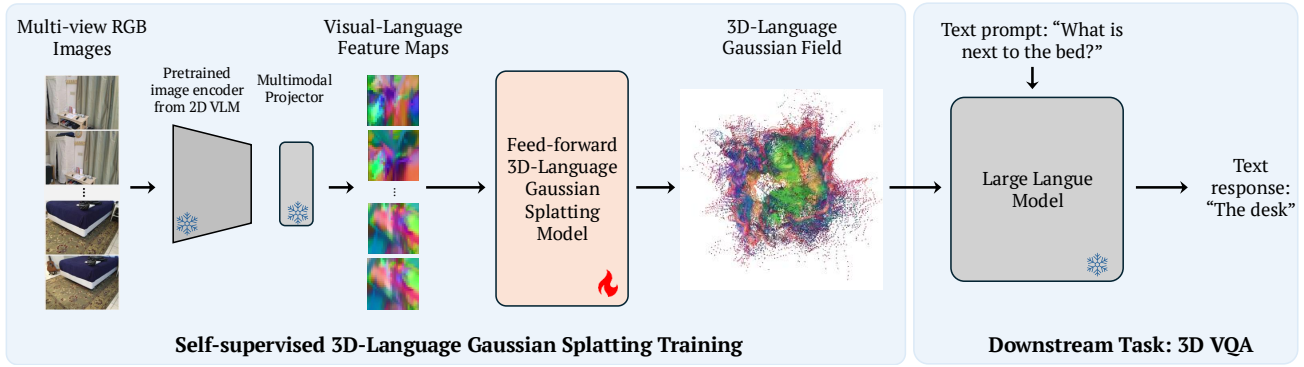 Multi-view RGB
Images
Pretrained
image encoder
from 2D VLM
Multimodal
Projector
Visual-Language
Feature Maps
Feed-forward
3D-Language
Gaussian
Splatting
Model
3D-Language
Gaussian Field
Self-supervised 3D-Language Gaussian Splatting Training
Text prompt: “What is
next to the bed?”
Large Langue
Model
Text
response:
“The desk”
Downstream Task: 3D VQA